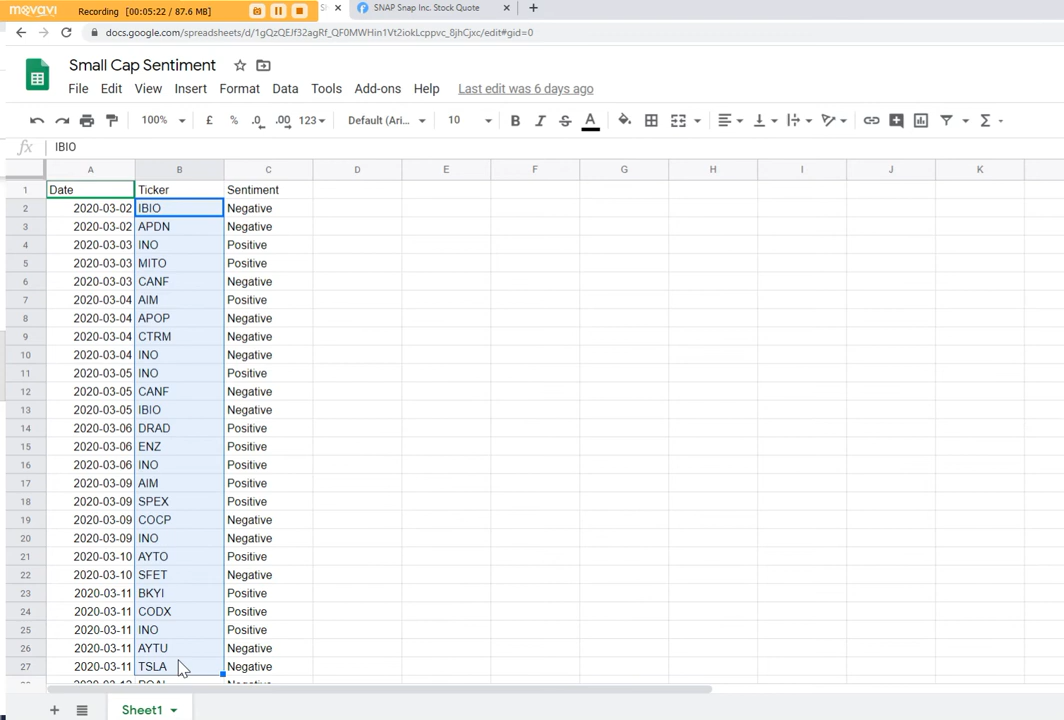 movavi Recording [00:05:22 / 87.6 MB]
SNAP Snap Inc. Stock Quote
docs.google.com/spreadsheets/d/1gQzQEJf32agRf_QF0MWHin1Vt2iokLcppvc_8jhCjxc/edit#gid=0
Small Cap Sentiment
File Edit View Insert Format Data Tools Add-ons Help Last edit was 6 days ago
100% £ % .0 .00 123 Default (Ari... 10 B I S A Σ
fx IBIO
A B C D E F G H I J K
1 Date Ticker Sentiment
2 2020-03-02 IBIO Negative
3 2020-03-02 APDN Negative
4 2020-03-03 INO Positive
5 2020-03-03 MITO Positive
6 2020-03-03 CANF Negative
7 2020-03-04 AIM Positive
8 2020-03-04 APOP Negative
9 2020-03-04 CTRM Negative
10 2020-03-04 INO Negative
11 2020-03-05 INO Positive
12 2020-03-05 CANF Negative
13 2020-03-05 IBIO Negative
14 2020-03-06 DRAD Positive
15 2020-03-06 ENZ Positive
16 2020-03-06 INO Positive
17 2020-03-09 AIM Positive
18 2020-03-09 SPEX Positive
19 2020-03-09 COCP Negative
20 2020-03-09 INO Negative
21 2020-03-10 AYTO Positive
22 2020-03-10 SFET Negative
23 2020-03-11 BKYI Positive
24 2020-03-11 CODX Positive
25 2020-03-11 INO Positive
26 2020-03-11 AYTU Negative
27 2020-03-11 TSLA Negative
Sheet1